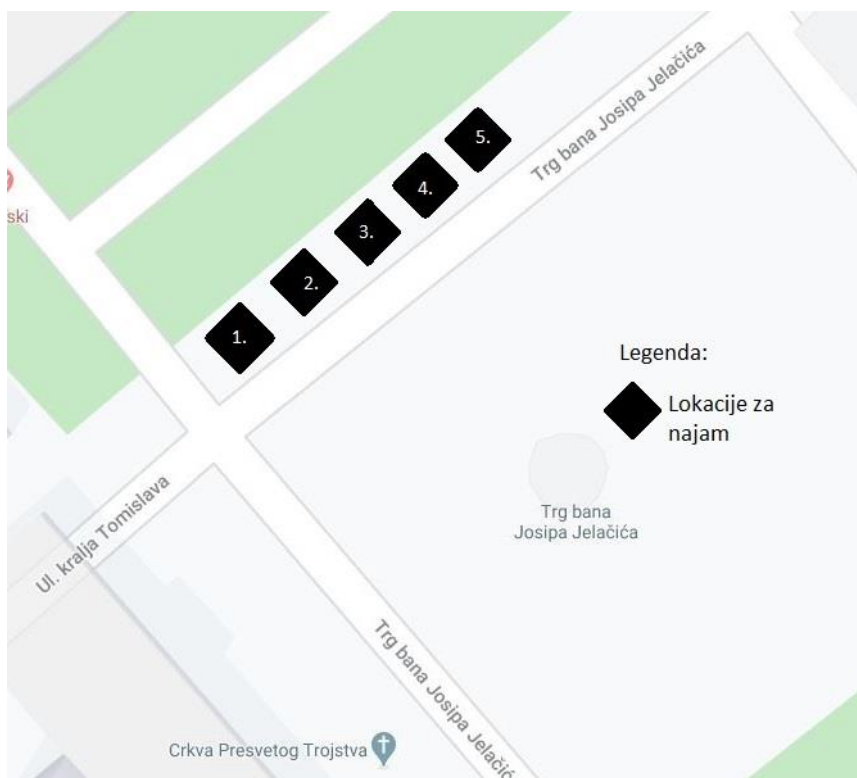 5.
Trg bana Josipa Jelačića
4.
ski
3.
2.
1.
Legenda:
Lokacije za
najam
Trg bana
Josipa Jelačića
Ul. kralja Tomislava
Trg bana Josipa Jelačić
Crkva Presvetog Trojstva